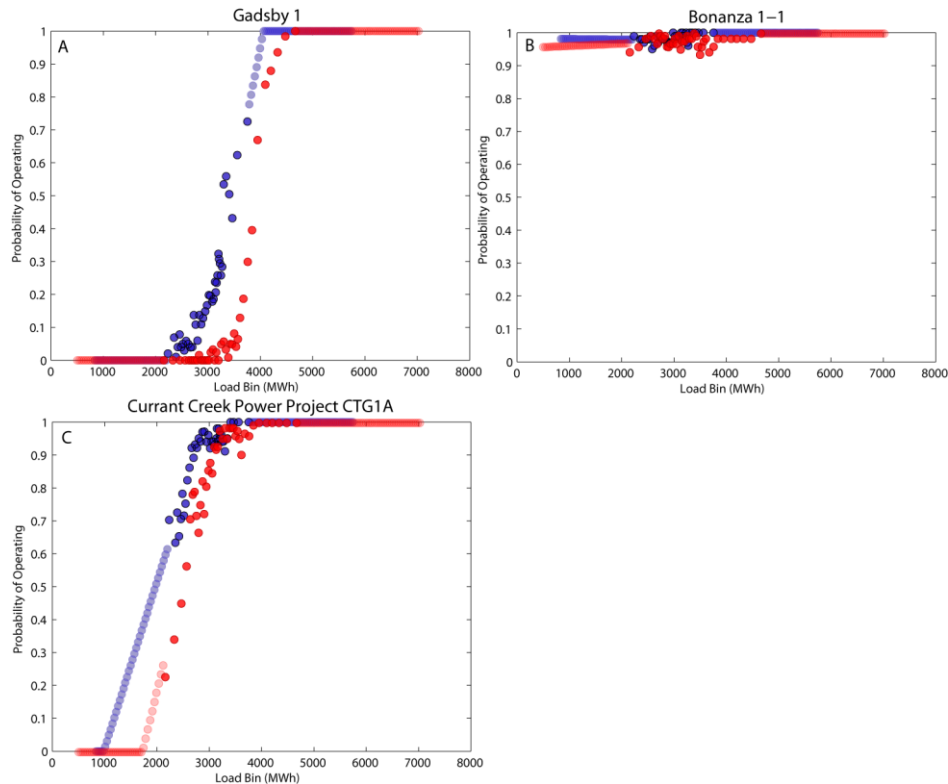 Gadsby 1
A
Probability of Operating
1
0.9
0.8
0.7
0.6
0.5
0.4
0.3
0.2
0.1
0
0 1000 2000 3000 4000 5000 6000 7000 8000
Load Bin (MWh)
Bonanza 1−1
B
Probability of Operating
1
0.9
0.8
0.7
0.6
0.5
0.4
0.3
0.2
0.1
0
0 1000 2000 3000 4000 5000 6000 7000 8000
Load Bin (MWh)
Currant Creek Power Project CTG1A
C
Probability of Operating
1
0.9
0.8
0.7
0.6
0.5
0.4
0.3
0.2
0.1
0
0 1000 2000 3000 4000 5000 6000 7000 8000
Load Bin (MWh)